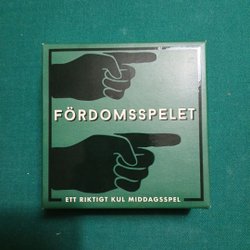 FÖRDOMSSPELET
ETT RIKTIGT KUL MIDDAGSSPEL